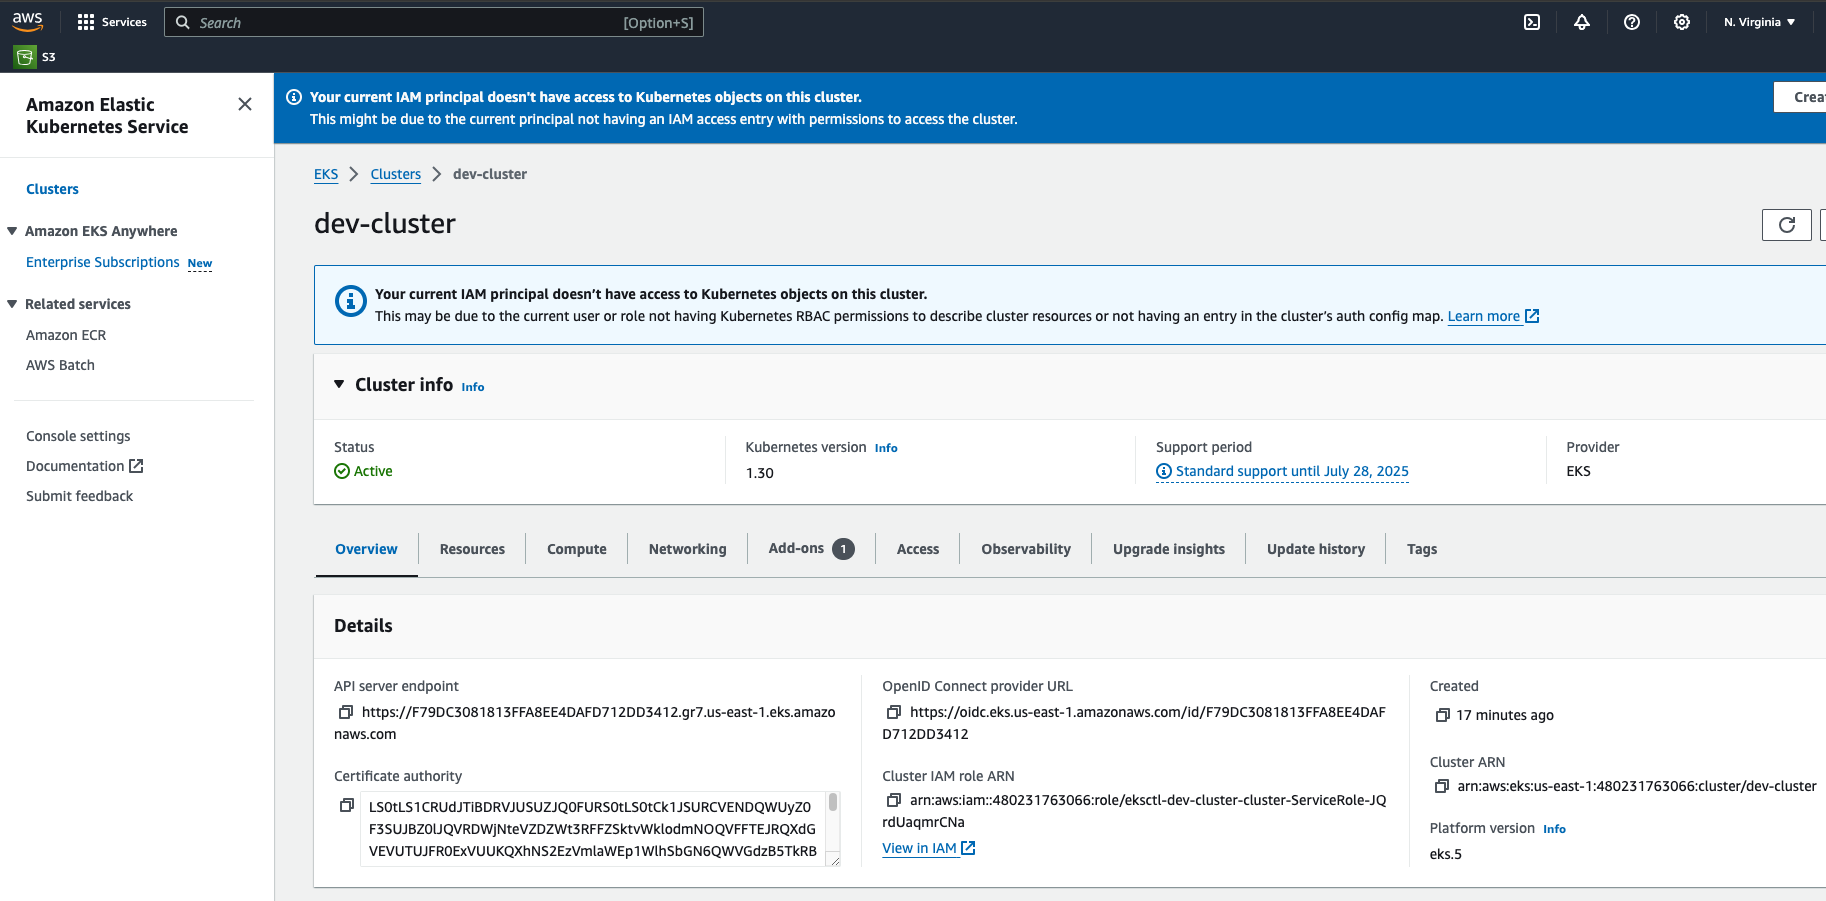 aws
Services
Search
[Option+S]
N. Virginia
S3
Amazon Elastic
Kubernetes Service
Clusters
Amazon EKS Anywhere
Enterprise Subscriptions New
Related services
Amazon ECR
AWS Batch
Console settings
Documentation
Submit feedback
Your current IAM principal doesn't have access to Kubernetes objects on this cluster.
This might be due to the current principal not having an IAM access entry with permissions to access the cluster.
Crea
EKS
Clusters
dev-cluster
dev-cluster
Your current IAM principal doesn’t have access to Kubernetes objects on this cluster.
This may be due to the current user or role not having Kubernetes RBAC permissions to describe cluster resources or not having an entry in the cluster’s auth config map. Learn more
Cluster info Info
Status
Active
Kubernetes version Info
1.30
Support period
Standard support until July 28, 2025
Provider
EKS
Overview
Resources
Compute
Networking
Add-ons 1
Access
Observability
Upgrade insights
Update history
Tags
Details
API server endpoint
https://F79DC3081813FFA8EE4DAFD712DD3412.gr7.us-east-1.eks.amazo
naws.com
Certificate authority
LS0tLS1CRUdJTiBDRVJUSUZJQ0FURS0tLS0tCk1JSURCVENDQWUyZ0
F3SUJBZ0lJQVRDWjNteVZDZWt3RFFZSktvWklodmNOQVFFTEJRQXdG
VEVUTUJFR0ExVUUKQXhNS2EzVmlaWEp1WlhSbGN6QWVGdzB5TkRB
OpenID Connect provider URL
https://oidc.eks.us-east-1.amazonaws.com/id/F79DC3081813FFA8EE4DAF
D712DD3412
Cluster IAM role ARN
arn:aws:iam::480231763066:role/eksctl-dev-cluster-cluster-ServiceRole-JQ
rdUaqmrCNa
View in IAM
Created
17 minutes ago
Cluster ARN
arn:aws:eks:us-east-1:480231763066:cluster/dev-cluster
Platform version Info
eks.5